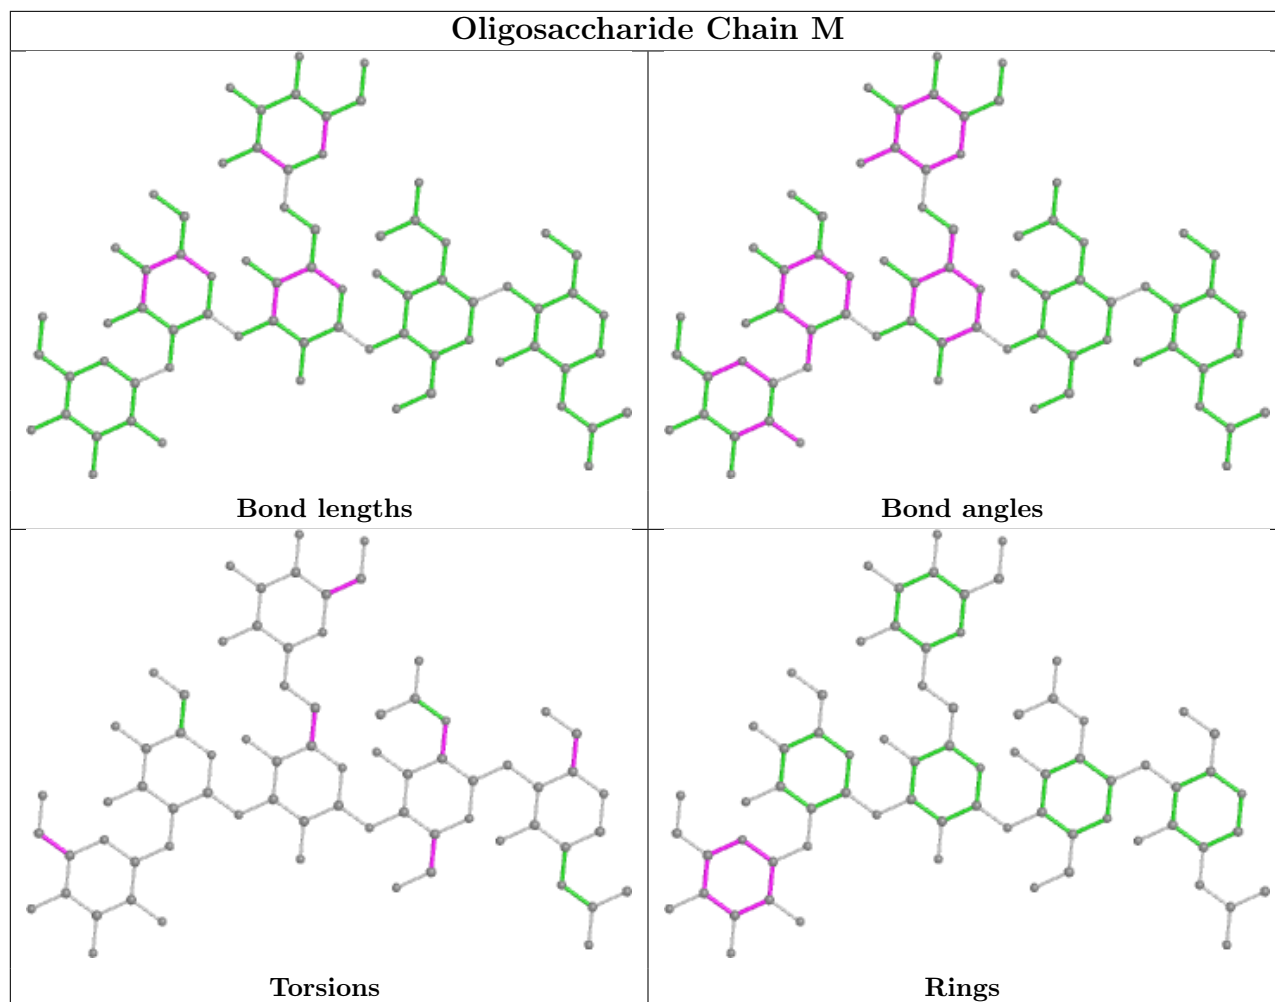 Oligosaccharide Chain M
Bond lengths
Bond angles
Torsions
Rings